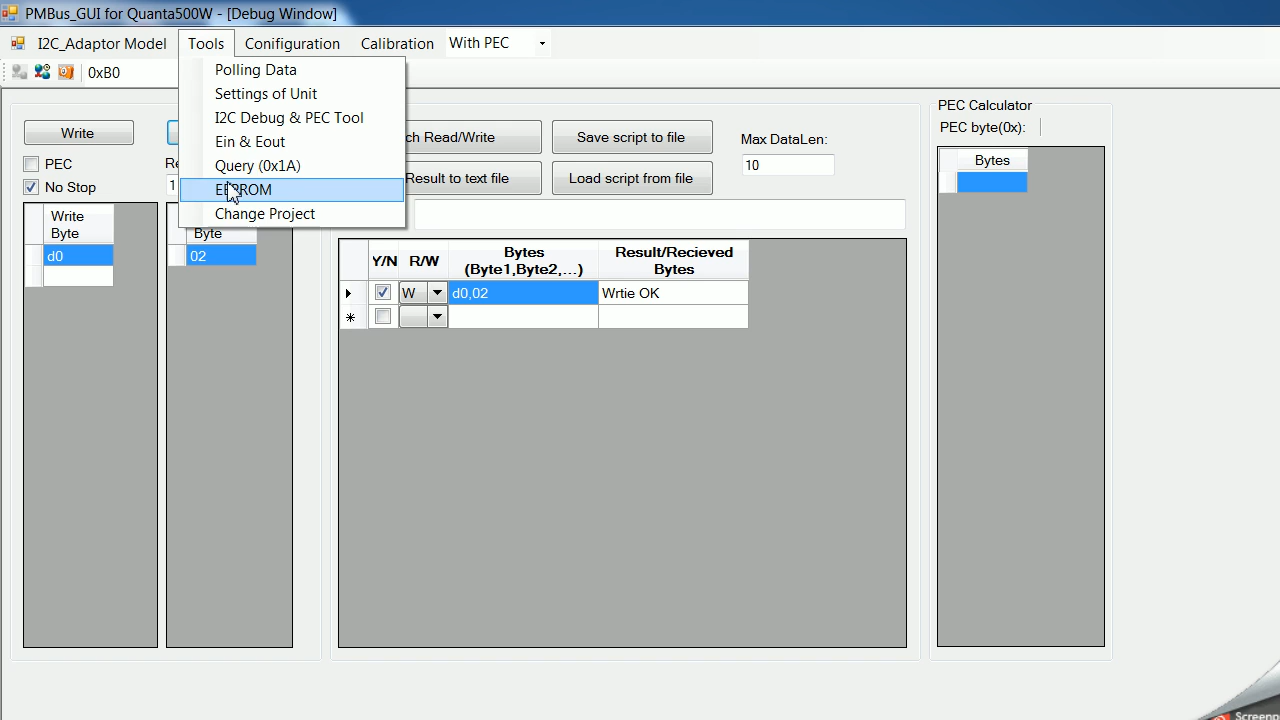 PMBus_GUI for Quanta500W - [Debug Window]
I2C_Adaptor Model Tools Configuration Calibration With PEC
0xB0
Polling Data
Settings of Unit
I2C Debug & PEC Tool
Ein & Eout
Query (0x1A)
EEPROM
Change Project
Write
PEC
No Stop
1
Write
Byte
d0
Byte
02
ch Read/Write
Save script to file
Result to text file
Load script from file
Max DataLen:
10
Y/N R/W Bytes (Byte1,Byte2,...) Result/Recieved Bytes
W d0,02 Wrtie OK
PEC Calculator
PEC byte(0x):
Bytes